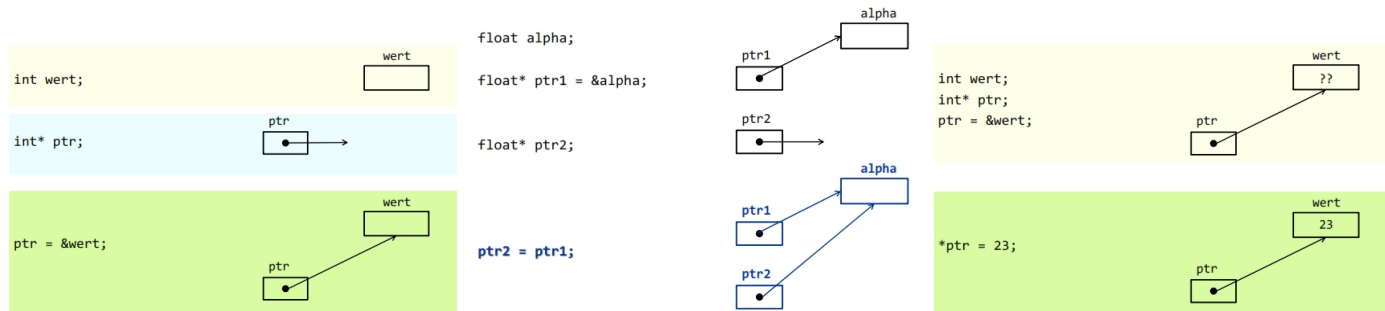 wert
int wert;
ptr
int* ptr;
wert
ptr = &wert;
ptr
alpha
float alpha;
ptr1
float* ptr1 = &alpha;
ptr2
float* ptr2;
alpha
ptr1
ptr2 = ptr1;
ptr2
wert
int wert;
??
int* ptr;
ptr = &wert;
ptr
wert
23
*ptr = 23;
ptr